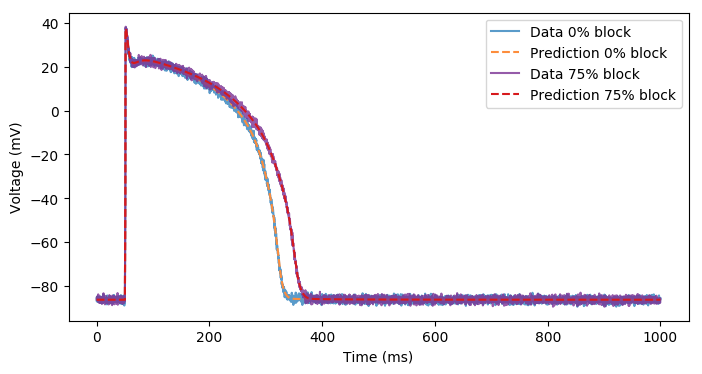 40
20
0
−20
−40
−60
−80
Voltage (mV)
0
200
400
600
800
1000
Time (ms)
Data 0% block
Prediction 0% block
Data 75% block
Prediction 75% block